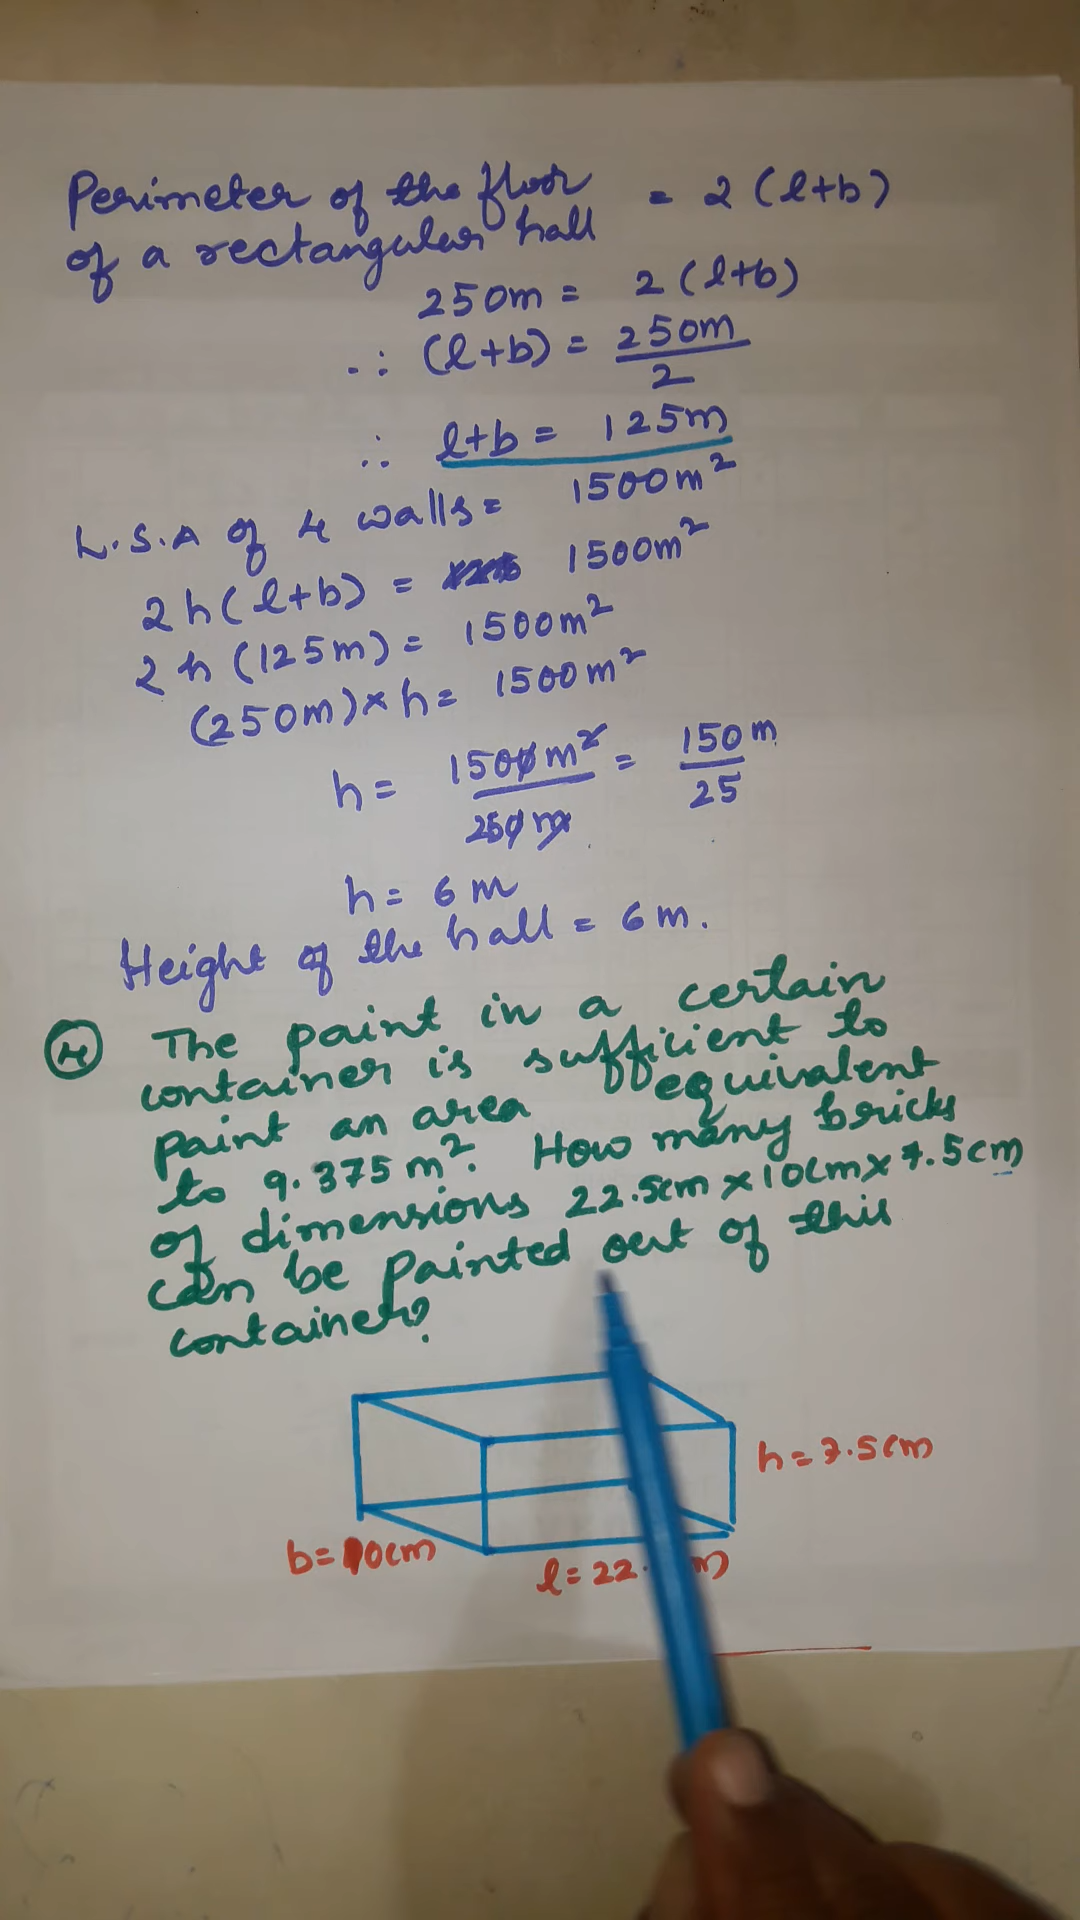 Perimeter of the floor = 2 (l+b)
of a rectangular hall
250m = 2 (l+b)
∴ (l+b) = 250m
2
∴ l+b = 125m
L.S.A of 4 walls = 1500m²
2h(l+b) = 1500m²
2h (125m) = 1500m²
(250m)×h = 1500m²
h = 1500m² = 150m
250m 25
h = 6m
Height of the hall = 6m.
4 The paint in a certain
container is sufficient to
paint an area equivalent
to 9.375m². How many bricks
of dimensions 22.5cm×10cm×7.5cm
can be painted out of this
container?
h=7.5cm
b=10cm
l=22.